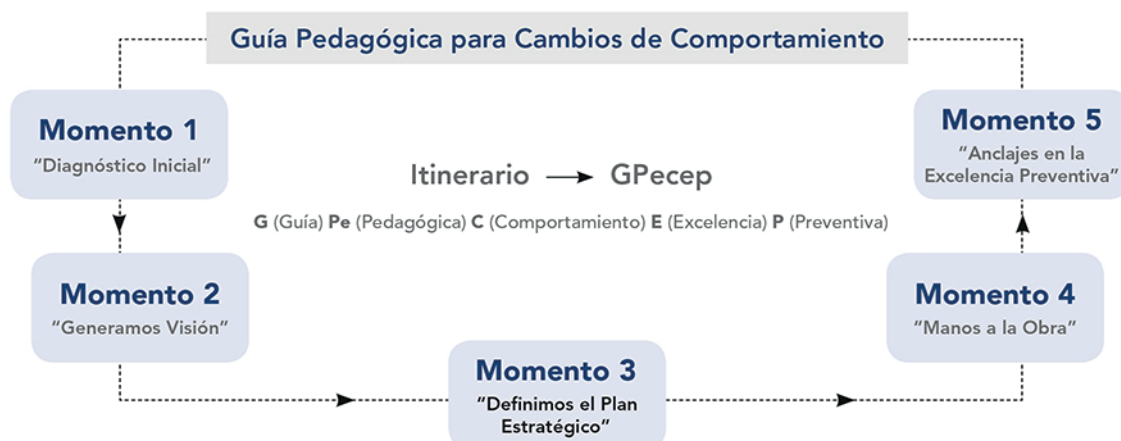 Guía Pedagógica para Cambios de Comportamiento
Momento 1
“Diagnóstico Inicial”
Momento 5
“Anclajes en la
Excelencia Preventiva”
Itinerario → GPecep
G (Guía) Pe (Pedagógica) C (Comportamiento) E (Excelencia) P (Preventiva)
Momento 2
“Generamos Visión”
Momento 4
“Manos a la Obra”
Momento 3
“Definimos el Plan
Estratégico”